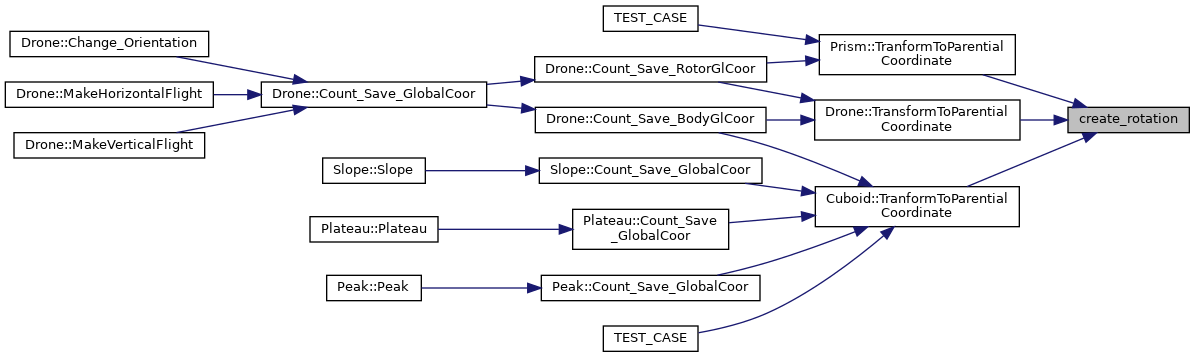 TEST_CASE
Drone::Change_Orientation
Prism::TranformToParential
Coordinate
Drone::Count_Save_RotorGlCoor
Drone::MakeHorizontalFlight
Drone::Count_Save_GlobalCoor
Drone::TransformToParential
Coordinate
create_rotation
Drone::Count_Save_BodyGlCoor
Drone::MakeVerticalFlight
Slope::Slope
Slope::Count_Save_GlobalCoor
Cuboid::TranformToParential
Coordinate
Plateau::Plateau
Plateau::Count_Save
_GlobalCoor
Peak::Peak
Peak::Count_Save_GlobalCoor
TEST_CASE